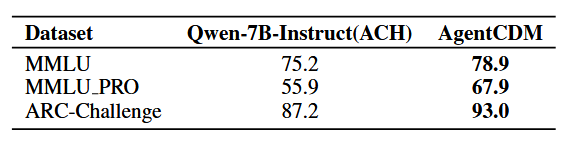 Dataset Qwen-7B-Instruct(ACH) AgentCDM
MMLU 75.2 78.9
MMLU_PRO 55.9 67.9
ARC-Challenge 87.2 93.0